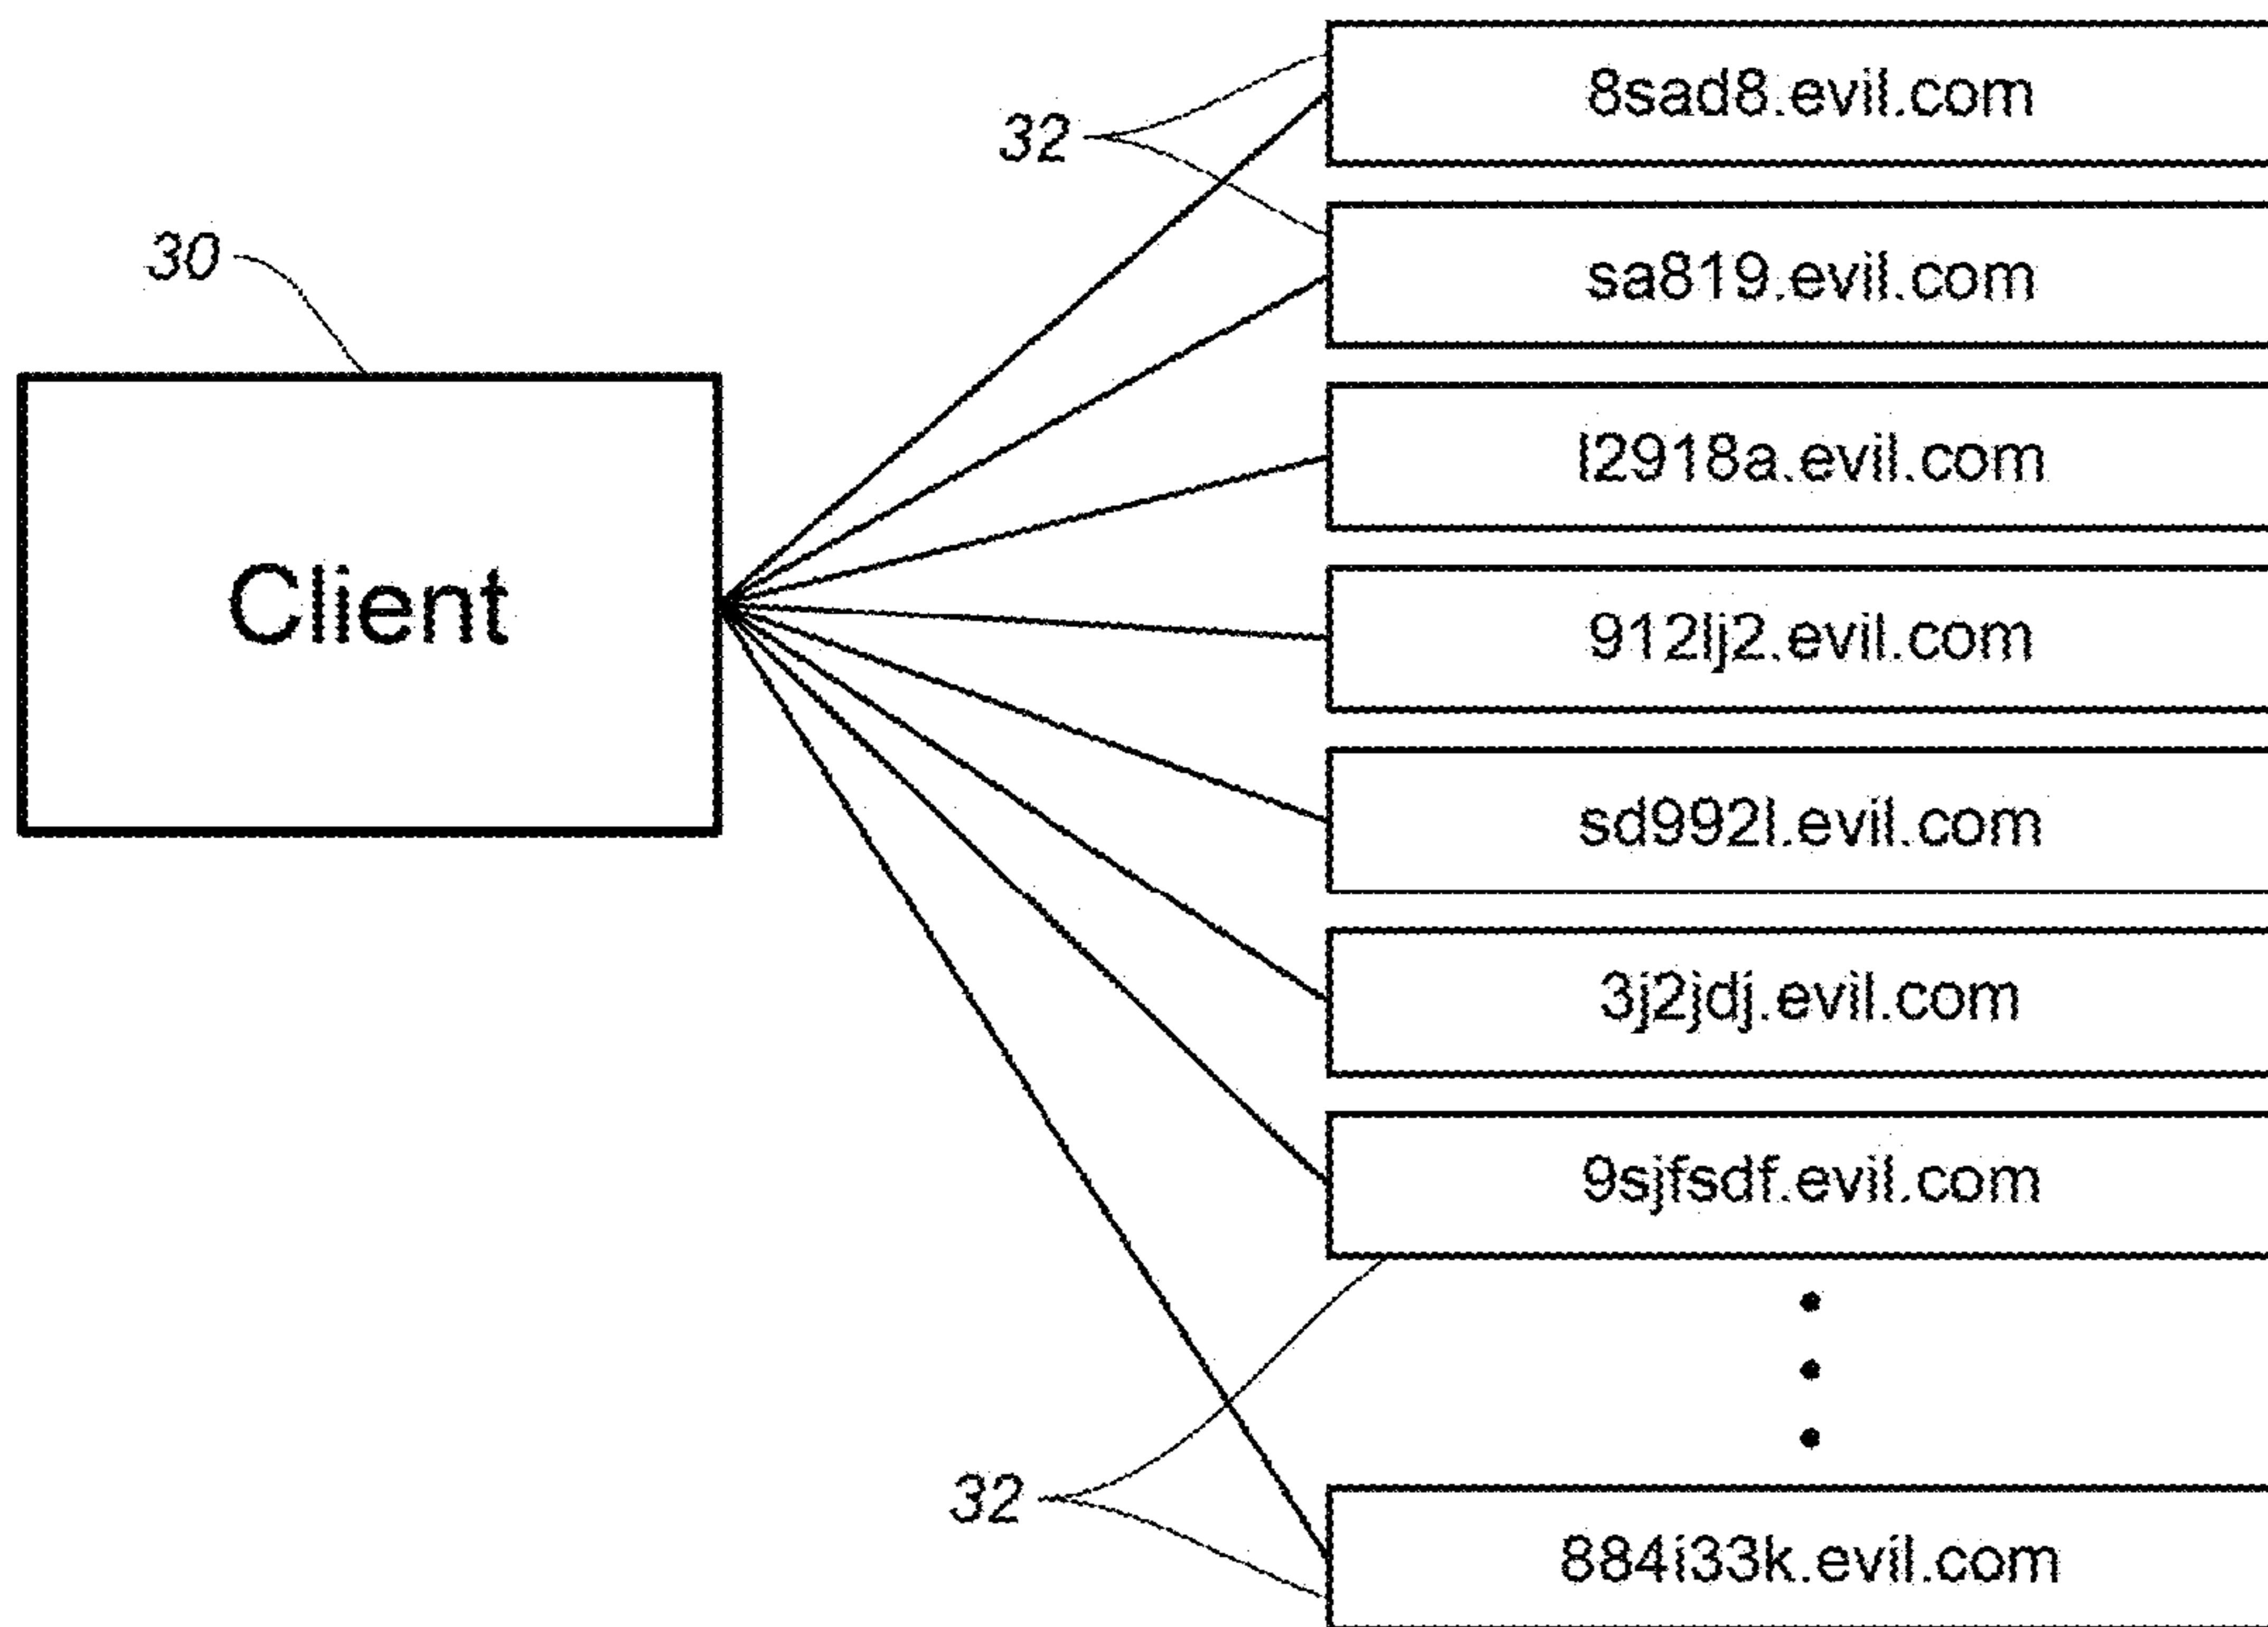 8sad8.evil.com
32
sa819.evil.com
30
l2918a.evil.com
Client
912lj2.evil.com
sd992l.evil.com
3j2jdj.evil.com
9sjfsdf.evil.com
32
884i33k.evil.com